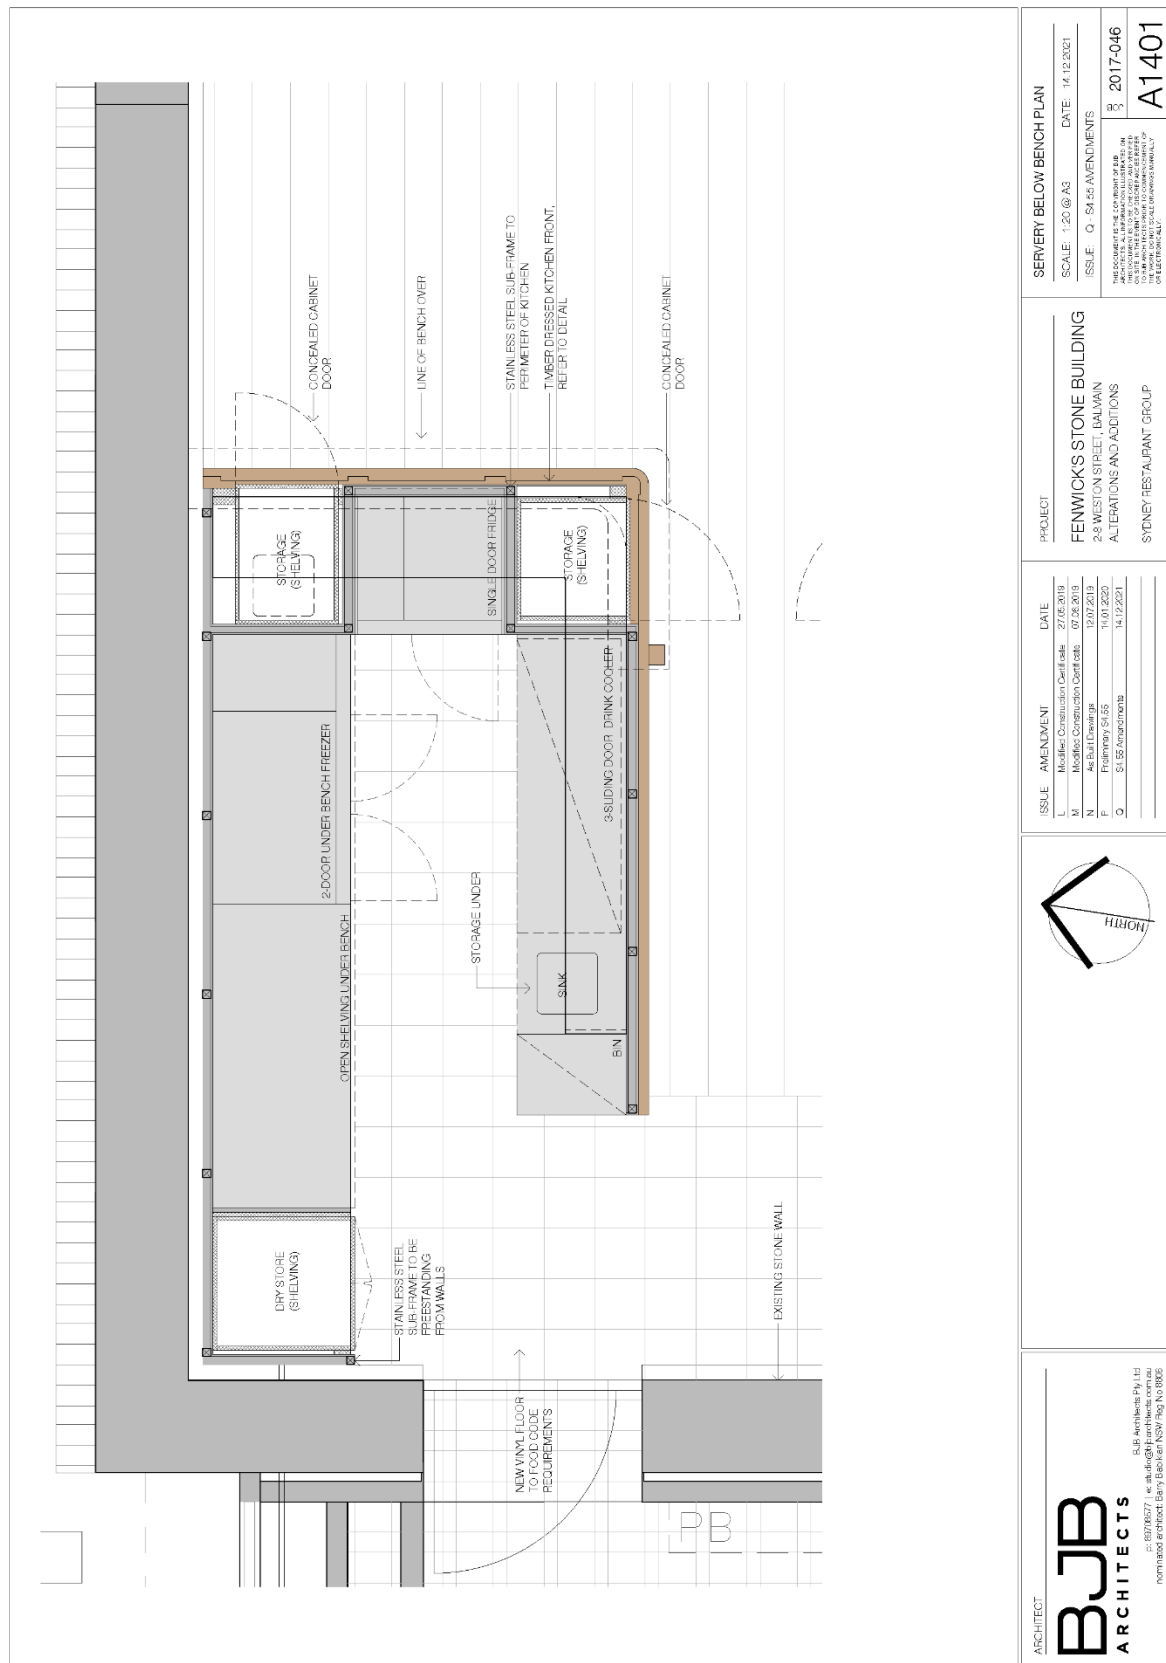 CONCEALED CABINET
DOOR
LINE OF BENCH OVER
STAINLESS STEEL SUB-FRAME TO
PERIMETER OF KITCHEN
TIMBER DRESSED KITCHEN FRONT,
REFER TO DETAIL
CONCEALED CABINET
DOOR
STORAGE
(SHELVING)
SINGLE DOOR FRIDGE
STORAGE
(SHELVING)
2-DOOR UNDER BENCH FREEZER
3-SLIDING DOOR DRINK COOLER
STORAGE UNDER
SINK
OPEN SHELVING UNDER BENCH
BIN
DRY STORE
(SHELVING)
STAINLESS STEEL
SUB-FRAME TO BE
FREESTANDING
FROM WALLS
EXISTING STONE WALL
NEW VINYL FLOOR
TO FOOD CODE
REQUIREMENTS
PB
ARCHITECT
BJB
ARCHITECTS
BJB Architects Pty Ltd
nominated architect: Barry Babikian NSW Reg No 8806
NORTH
ISSUE AMENDMENT DATE
L Modified Construction Certificate 27.05.2019
M Modified Construction Certificate 07.06.2019
N As Built Drawings 12.07.2019
P Preliminary S4.55 14.01.2020
Q S4.55 Amendments 14.12.2021
PROJECT
FENWICK'S STONE BUILDING
2-8 WESTON STREET, BALMAIN
ALTERATIONS AND ADDITIONS
SYDNEY RESTAURANT GROUP
SERVERY BELOW BENCH PLAN
SCALE: 1:20 @ A3 DATE: 14.12.2021
ISSUE: Q - S4.55 AMENDMENTS
2017-046
A1401